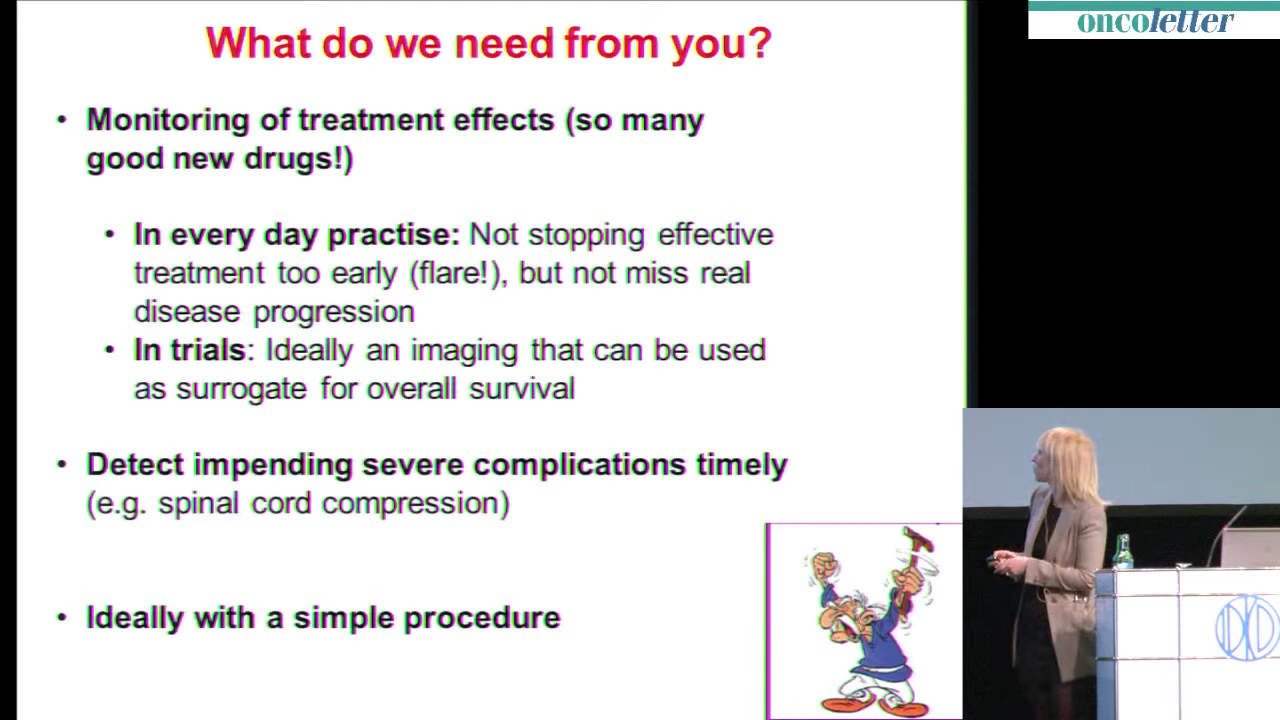 oncoletter
What do we need from you?
• Monitoring of treatment effects (so many
good new drugs!)
• In every day practise: Not stopping effective
treatment too early (flare!), but not miss real
disease progression
• In trials: Ideally an imaging that can be used
as surrogate for overall survival
• Detect impending severe complications timely
(e.g. spinal cord compression)
• Ideally with a simple procedure
IDKD